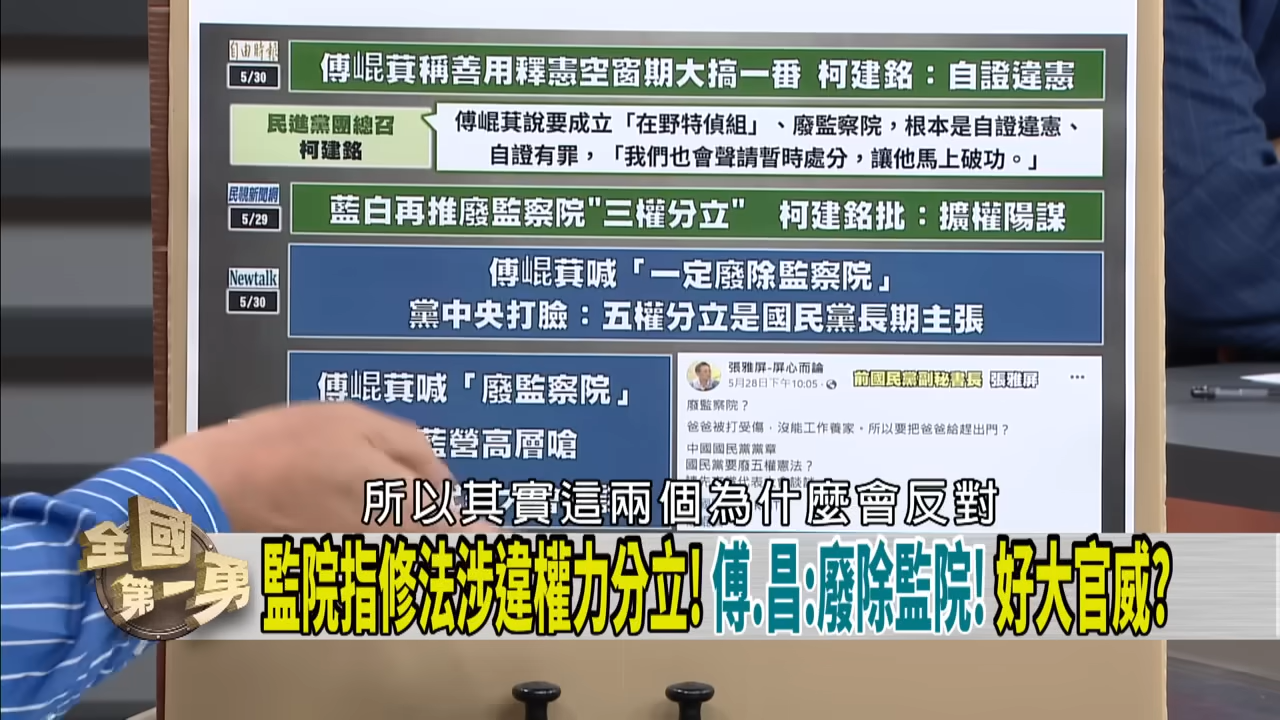 自由時報
5/30
傅崐萁稱善用釋憲空窗期大搞一番 柯建銘：自證違憲
民進黨團總召
柯建銘
傅崐萁說要成立「在野特偵組」、廢監察院，根本是自證違憲、
自證有罪，「我們也會聲請暫時處分，讓他馬上破功。」
民視新聞網
5/29
藍白再推廢監察院"三權分立" 柯建銘批：擴權陽謀
Newtalk
5/30
傅崐萁喊「一定廢除監察院」
黨中央打臉：五權分立是國民黨長期主張
傅崐萁喊「廢監察院」
藍營高層嗆
張雅屏-屏心而論
5月28日下午10:05
前國民黨副秘書長 張雅屏
廢監察院？
爸爸被打受傷，沒能工作養家。所以要把爸爸給趕出門？
中國國民黨黨章
國民黨要廢五權憲法？
所以其實這兩個為什麼會反對
全國第一勇
監院指修法涉違權力分立! 傅.昌:廢除監院! 好大官威?